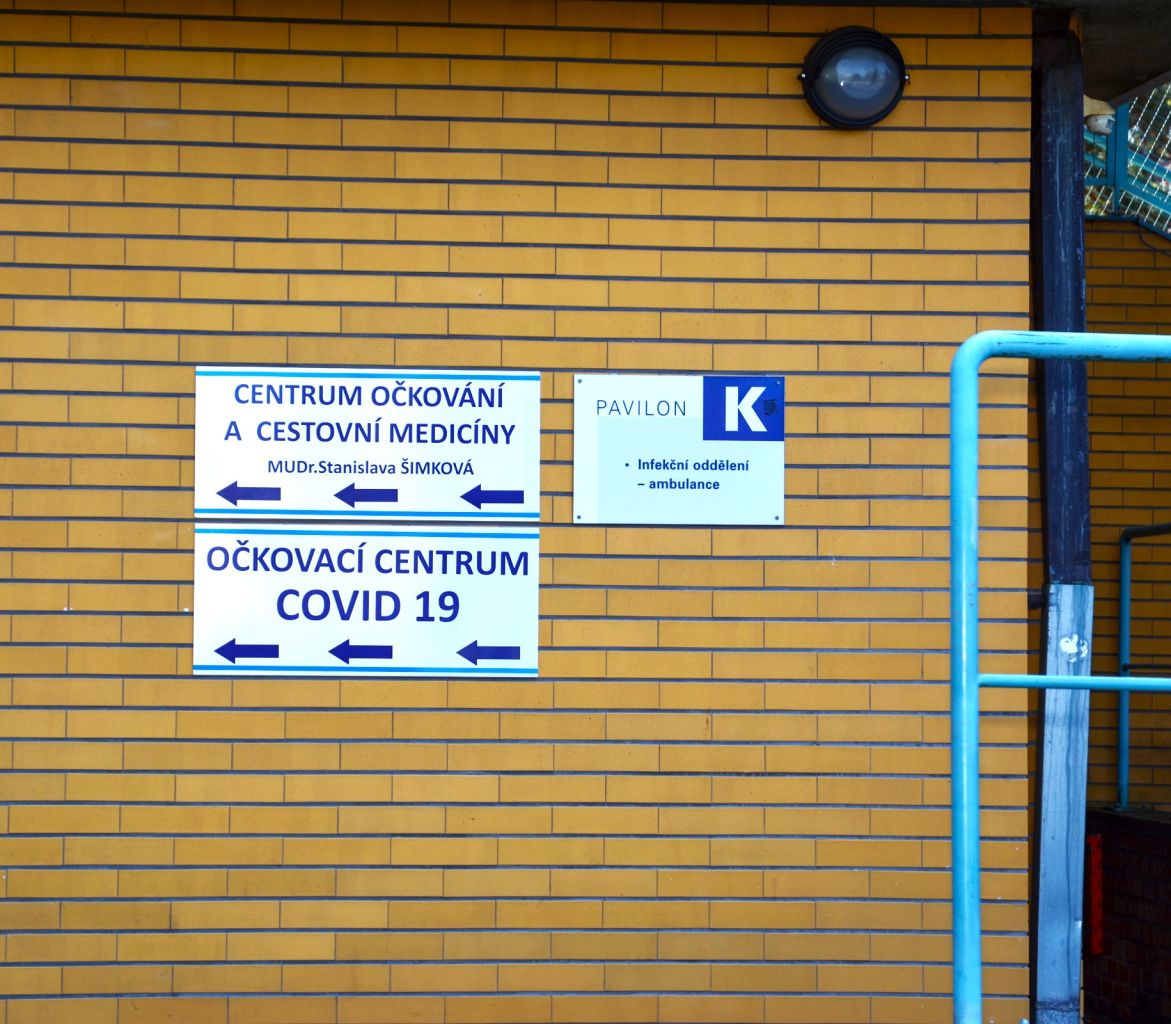 CENTRUM OČKOVÁNÍ
A CESTOVNÍ MEDICÍNY
MUDr.Stanislava ŠIMKOVÁ
OČKOVACÍ CENTRUM
COVID 19
PAVILON K
• Infekční oddělení
– ambulance